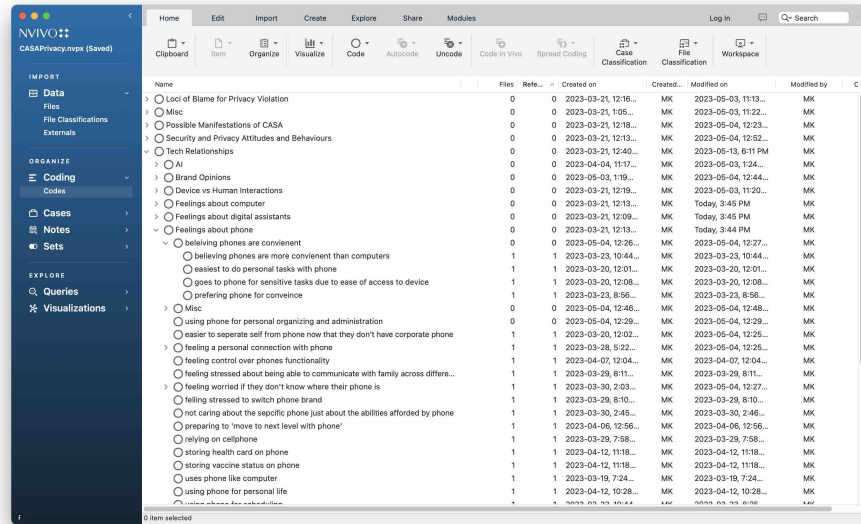 Home Edit Import Create Explore Share Modules Log In Search
NVIVO
CASAPrivacy.nvpx (Saved)
Clipboard Item Organize Visualize Code Autocode Uncode Code In Vivo Spread Coding Case Classification File Classification Workspace
IMPORT
Data
Files
File Classifications
Externals
ORGANIZE
Coding
Codes
Cases
Notes
Sets
EXPLORE
Queries
Visualizations
Name Files Refe... Created on Created... Modified on Modified by C
Loci of Blame for Privacy Violation 0 0 2023-03-21, 12:16... MK 2023-05-03, 11:13... MK
Misc 0 0 2023-03-21, 1:05... MK 2023-05-03, 11:22... MK
Possible Manifestations of CASA 0 0 2023-03-21, 12:18... MK 2023-05-04, 12:23... MK
Security and Privacy Attitudes and Behaviours 0 0 2023-03-21, 12:13... MK 2023-05-04, 12:52... MK
Tech Relationships 0 0 2023-03-21, 12:40... MK 2023-05-13, 6:11 PM MK
AI 0 0 2023-04-04, 11:17... MK 2023-05-03, 1:24... MK
Brand Opinions 0 0 2023-05-03, 1:19... MK 2023-05-04, 12:44... MK
Device vs Human Interactions 0 0 2023-03-21, 12:19... MK 2023-05-03, 11:20... MK
Feelings about computer 0 0 2023-03-21, 12:13... MK Today, 3:45 PM MK
Feelings about digital assistants 0 0 2023-03-21, 12:09... MK Today, 3:45 PM MK
Feelings about phone 0 0 2023-03-21, 12:13... MK Today, 3:44 PM MK
beleiving phones are convienent 0 0 2023-05-04, 12:26... MK 2023-05-04, 12:27... MK
believing phones are more convienent than computers 1 1 2023-03-23, 10:44... MK 2023-03-23, 10:44... MK
easiest to do personal tasks with phone 1 1 2023-03-20, 12:01... MK 2023-03-20, 12:01... MK
goes to phone for sensitive tasks due to ease of access to device 1 1 2023-03-20, 12:08... MK 2023-03-20, 12:08... MK
prefering phone for conveince 1 1 2023-03-23, 8:56... MK 2023-03-23, 8:56... MK
Misc 0 0 2023-05-04, 12:46... MK 2023-05-04, 12:48... MK
using phone for personal organizing and administration 0 0 2023-05-04, 12:29... MK 2023-05-04, 12:29... MK
easier to seperate self from phone now that they don't have corporate phone 1 1 2023-03-20, 12:02... MK 2023-05-04, 12:25... MK
feeling a personal connection with phone 1 1 2023-03-28, 5:22... MK 2023-05-04, 12:25... MK
feeling control over phones functionality 1 1 2023-04-07, 12:04... MK 2023-04-07, 12:04... MK
feeling stressed about being able to communicate with family across differe... 1 1 2023-03-29, 8:11... MK 2023-03-29, 8:11... MK
feeling worried if they don't know where their phone is 1 1 2023-03-30, 2:03... MK 2023-05-04, 12:27... MK
felling stressed to switch phone brand 1 1 2023-03-29, 8:10... MK 2023-03-29, 8:10... MK
not caring about the sepcific phone just about the abilities afforded by phone 1 1 2023-03-30, 2:45... MK 2023-03-30, 2:46... MK
preparing to 'move to next level with phone' 1 1 2023-04-06, 12:56... MK 2023-04-06, 12:56... MK
relying on cellphone 1 1 2023-03-29, 7:58... MK 2023-03-29, 7:58... MK
storing health card on phone 1 1 2023-04-12, 11:18... MK 2023-04-12, 11:18... MK
storing vaccine status on phone 1 1 2023-04-12, 11:18... MK 2023-04-12, 11:18... MK
uses phone like computer 1 1 2023-03-19, 7:24... MK 2023-03-19, 7:24... MK
using phone for personal life 1 1 2023-04-12, 10:28... MK 2023-04-12, 10:28... MK
0 item selected